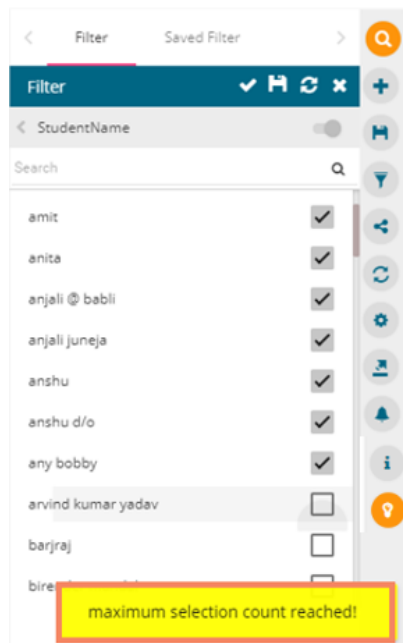 Filter Saved Filter
Filter
StudentName
Search
amit
anita
anjali @ babli
anjali juneja
anshu
anshu d/o
any bobby
arvind kumar yadav
barjraj
maximum selection count reached!